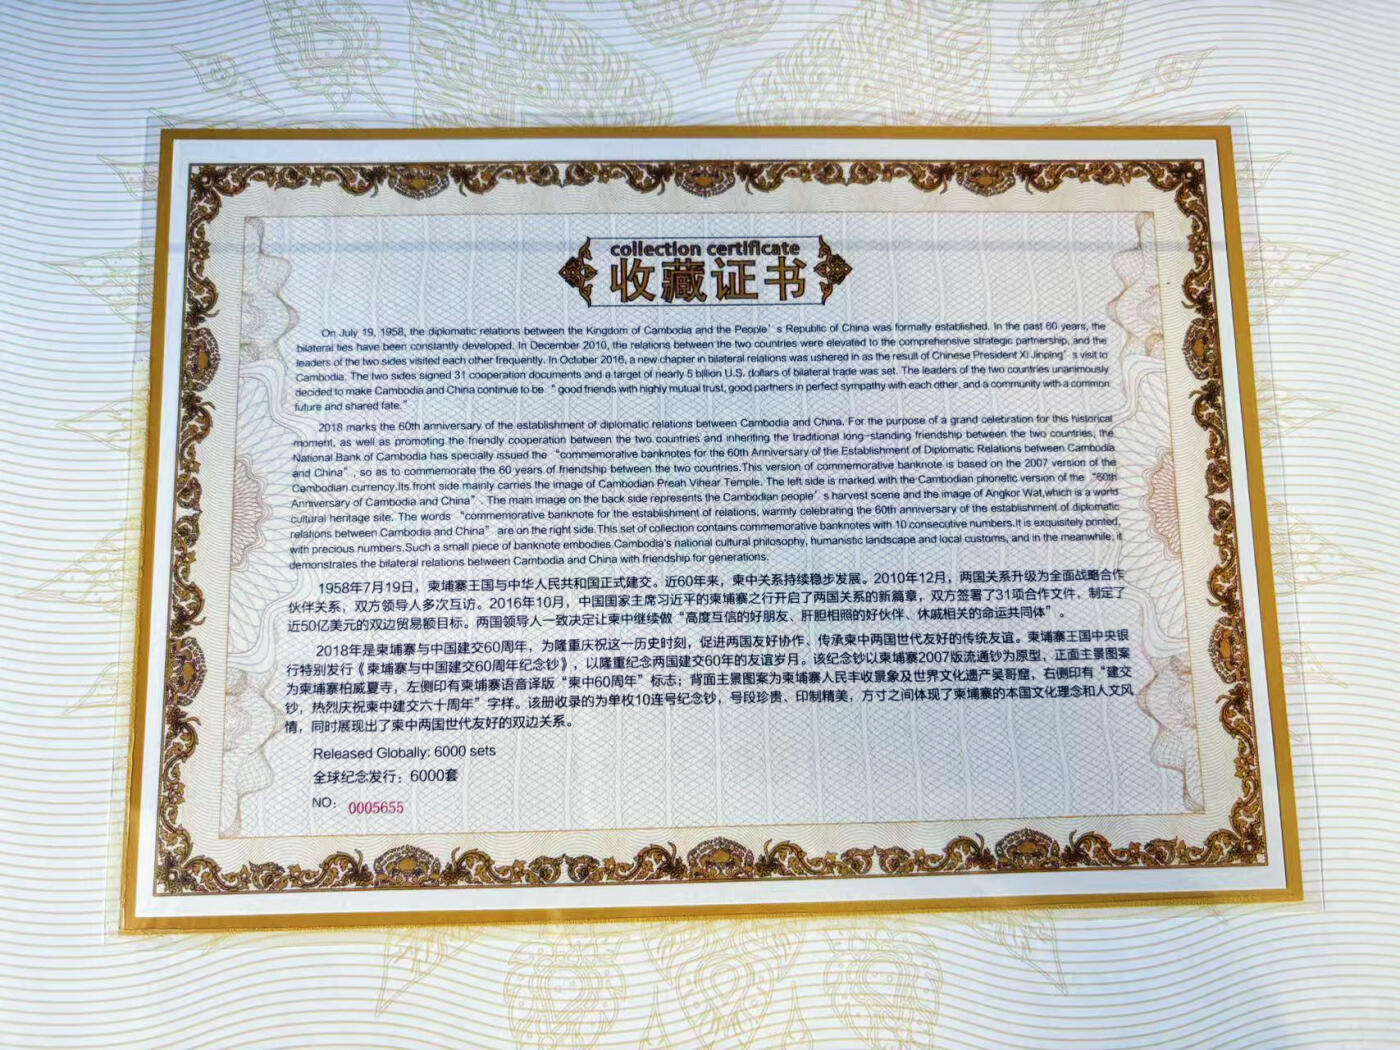 collection certificate
收藏证书
On July 19, 1958, the diplomatic relations between the Kingdom of Cambodia and the People’s Republic of China was formally established. In the past 60 years, the
bilateral ties have been constantly developed. In December 2010, the relations between the two countries were elevated to the comprehensive strategic partnership, and the
leaders of the two sides visited each other frequently. In October 2016, a new chapter in bilateral relations was ushered in as the result of Chinese President Xi Jinping’s visit to
Cambodia. The two sides signed 31 cooperation documents and a target of nearly 5 billion U.S. dollars of bilateral trade was set. The leaders of the two countries unanimously
decided to make Cambodia and China continue to be “good friends with highly mutual trust, good partners in perfect sympathy with each other, and a community with a common
future and shared fate.”
2018 marks the 60th anniversary of the establishment of diplomatic relations between Cambodia and China. For the purpose of a grand celebration for this historical
moment, as well as promoting the friendly cooperation between the two countries and inheriting the traditional long-standing friendship between the two countries, the
National Bank of Cambodia has specially issued the “commemorative banknotes for the 60th Anniversary of the Establishment of Diplomatic Relations between Cambodia
and China”, so as to commemorate the 60 years of friendship between the two countries.This version of commemorative banknote is based on the 2007 version of the
Cambodian currency.Its front side mainly carries the image of Cambodian Preah Vihear Temple. The left side is marked with the Cambodian phonetic version of the “60th
Anniversary of Cambodia and China”. The main image on the back side represents the Cambodian people’s harvest scene and the image of Angkor Wat,which is a world
cultural heritage site. The words “commemorative banknote for the establishment of relations, warmly celebrating the 60th anniversary of the establishment of diplomatic
relations between Cambodia and China” are on the right side.This set of collection contains commemorative banknotes with 10 consecutive numbers.It is exquisitely printed,
with precious numbers.Such a small piece of banknote embodies Cambodia's national cultural philosophy, humanistic landscape and local customs, and in the meanwhile, it
demonstrates the bilateral relations between Cambodia and China with friendship for generations.
1958年7月19日，柬埔寨王国与中华人民共和国正式建交。近60年来，柬中关系持续稳步发展。2010年12月，两国关系升级为全面战略合作
伙伴关系，双方领导人多次互访。2016年10月，中国国家主席习近平的柬埔寨之行开启了两国关系的新篇章，双方签署了31项合作文件，制定了
近50亿美元的双边贸易额目标。两国领导人一致决定让柬中继续做“高度互信的好朋友、肝胆相照的好伙伴、休戚相关的命运共同体”。
2018年是柬埔寨与中国建交60周年，为隆重庆祝这一历史时刻，促进两国友好协作、传承柬中两国世代友好的传统友谊。柬埔寨王国中央银
行特别发行《柬埔寨与中国建交60周年纪念钞》，以隆重纪念两国建交60年的友谊岁月。该纪念钞以柬埔寨2007版流通钞为原型，正面主景图案
为柬埔寨柏威夏寺，左侧印有柬埔寨语音译版“柬中60周年”标志；背面主景图案为柬埔寨人民丰收景象及世界文化遗产吴哥窟，右侧印有“建交
钞，热烈庆祝柬中建交六十周年”字样。该册收录的为单枚10连号纪念钞，号段珍贵、印制精美，方寸之间体现了柬埔寨的本国文化理念和人文风
情，同时展现出了柬中两国世代友好的双边关系。
Released Globally: 6000 sets
全球纪念发行：6000套
NO: 0005655